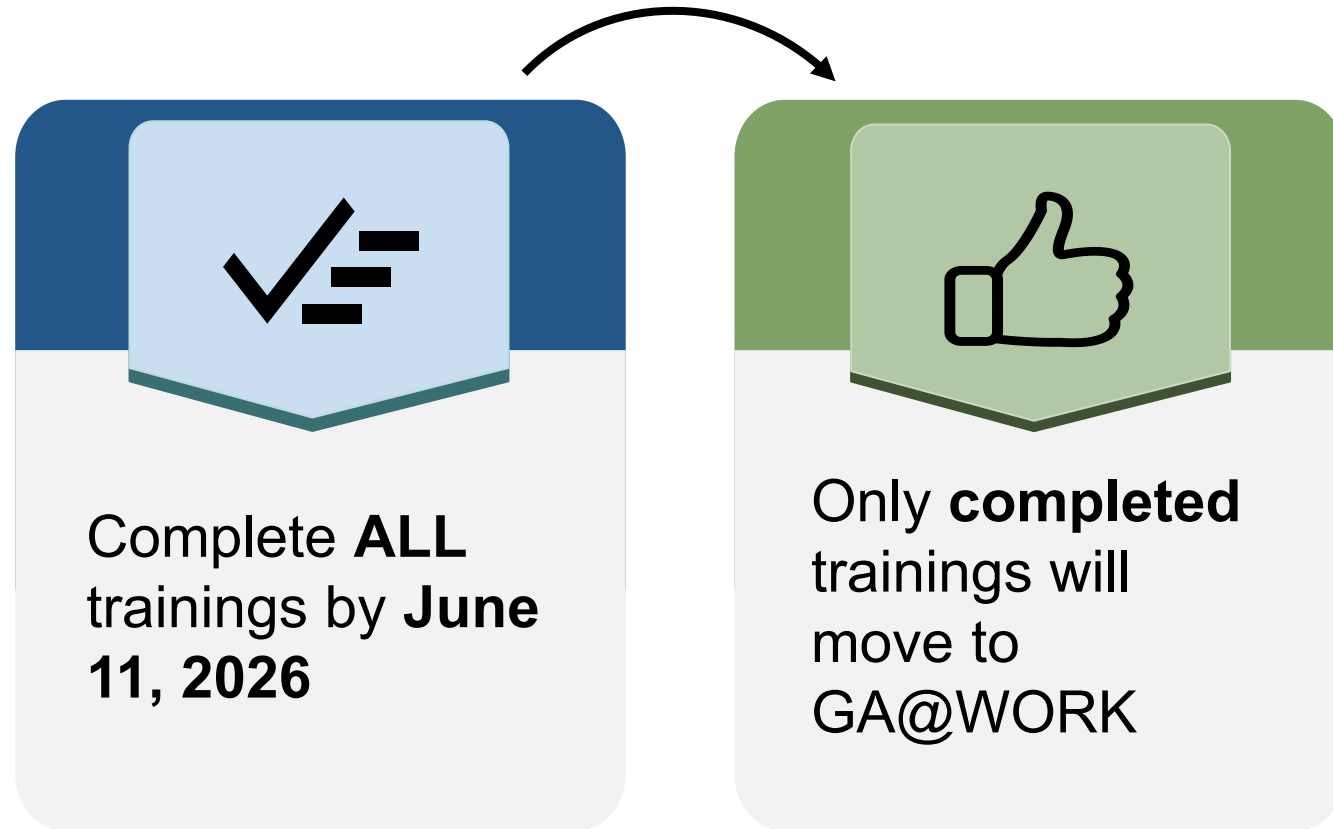 Complete ALL
trainings by June
11, 2026
Only completed
trainings will
move to
GA@WORK